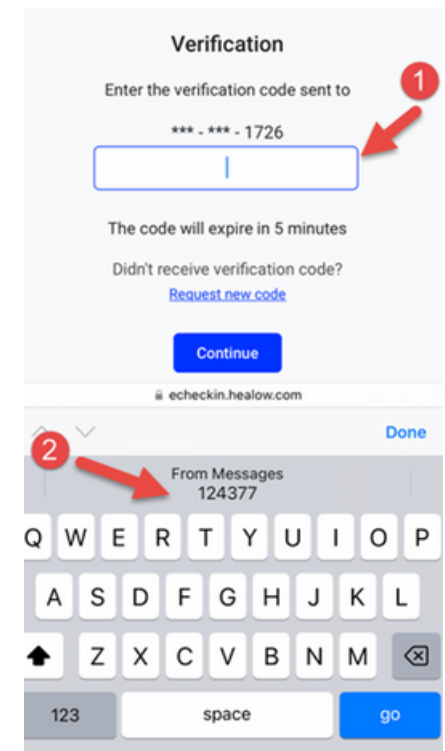 Verification
Enter the verification code sent to
1
*** - *** - 1726
The code will expire in 5 minutes
Didn't receive verification code?
Request new code
Continue
echeckin.healow.com
Done
2
From Messages
124377
Q W E R T Y U I O P
A S D F G H J K L
Z X C V B N M
123 space go